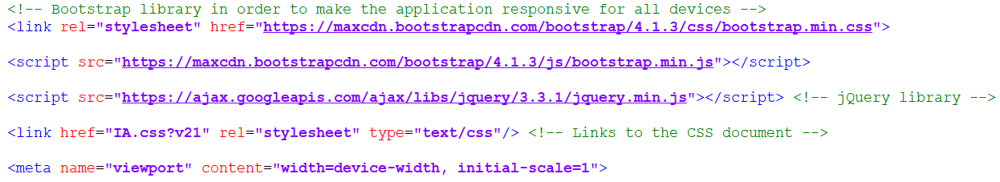 <!-- Bootstrap library in order to make the application responsive for all devices -->
<link rel="stylesheet" href="https://maxcdn.bootstrapcdn.com/bootstrap/4.1.3/css/bootstrap.min.css">
<script src="https://maxcdn.bootstrapcdn.com/bootstrap/4.1.3/js/bootstrap.min.js"></script>
<script src="https://ajax.googleapis.com/ajax/libs/jquery/3.3.1/jquery.min.js"></script> <!-- jQuery library -->
<link href="IA.css?v21" rel="stylesheet" type="text/css"/> <!-- Links to the CSS document -->
<meta name="viewport" content="width=device-width, initial-scale=1">